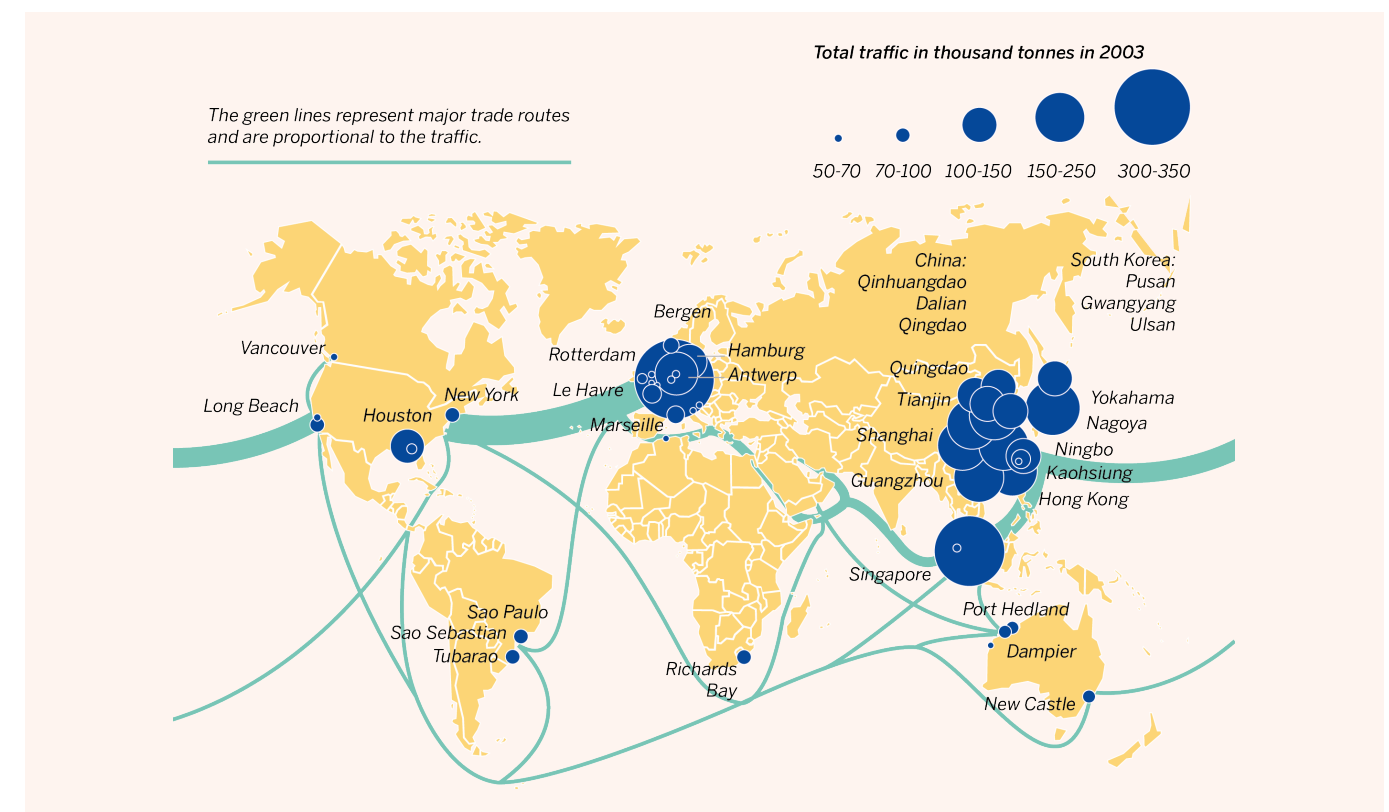 Total traffic in thousand tonnes in 2003
The green lines represent major trade routes
and are proportional to the traffic.
50-70
70-100
100-150
150-250
300-350
China:
Qinhuangdao
Dalian
Qingdao
South Korea:
Pusan
Gwangyang
Ulsan
Bergen
Vancouver
Rotterdam
Hamburg
Antwerp
Quingdao
Le Havre
New York
Tianjin
Yokahama
Long Beach
Houston
Marseille
Nagoya
Shanghai
Ningbo
Kaohsiung
Guangzhou
Hong Kong
Singapore
Port Hedland
Sao Paulo
Sao Sebastian
Tubarao
Dampier
Richards
Bay
New Castle